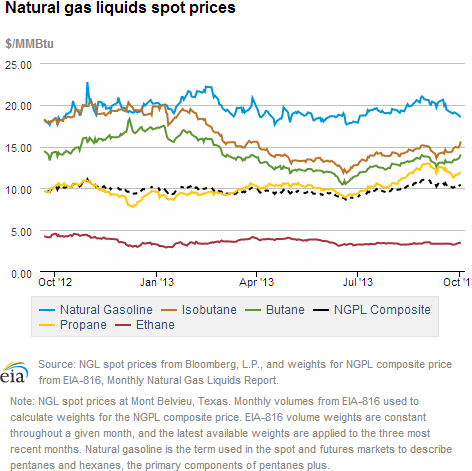 Natural gas liquids spot prices
$/MMBtu
25.00
20.00
15.00
10.00
5.00
0.00
Oct '12
Jan '13
Apr '13
Jul '13
Oct '1
Natural Gasoline
Isobutane
Butane
NGPL Composite
Propane
Ethane
eia
Source: NGL spot prices from Bloomberg, L.P., and weights for NGPL composite price
from EIA-816, Monthly Natural Gas Liquids Report.
Note: NGL spot prices at Mont Belvieu, Texas. Monthly volumes from EIA-816 used to
calculate weights for the NGPL composite price. EIA-816 volume weights are constant
throughout a given month, and the latest available weights are applied to the three most
recent months. Natural gasoline is the term used in the spot and futures markets to describe
pentanes and hexanes, the primary components of pentanes plus.